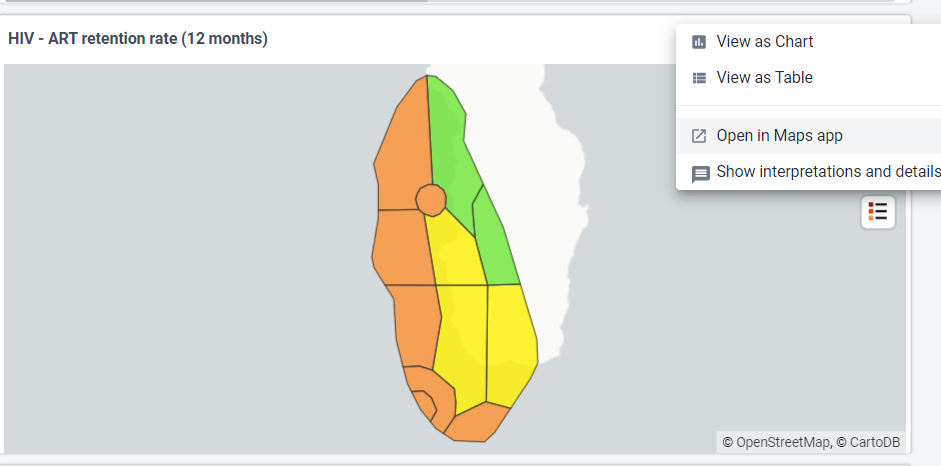 HIV - ART retention rate (12 months)
View as Chart
View as Table
Open in Maps app
Show interpretations and details
© OpenStreetMap, © CartoDB